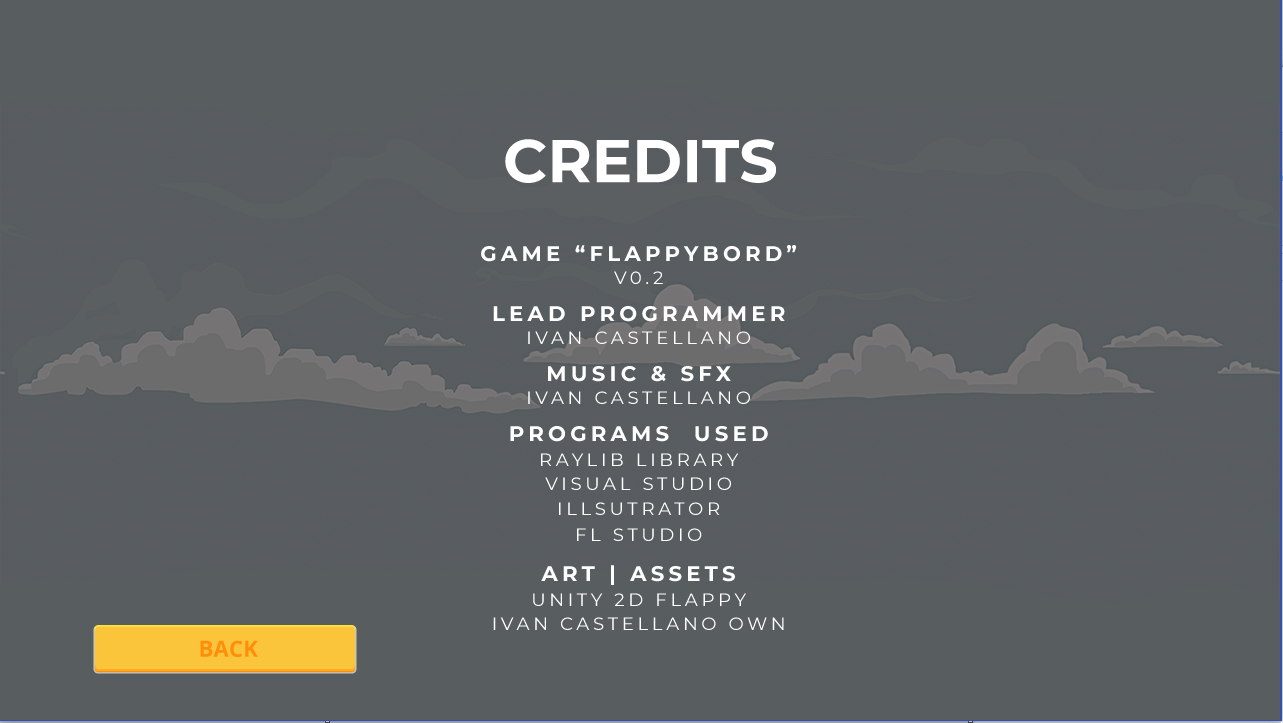 CREDITS
GAME “FLAPPYBORD”
V0.2
LEAD PROGRAMMER
IVAN CASTELLANO
MUSIC & SFX
IVAN CASTELLANO
PROGRAMS USED
RAYLIB LIBRARY
VISUAL STUDIO
ILLSUTRATOR
FL STUDIO
ART | ASSETS
UNITY 2D FLAPPY
IVAN CASTELLANO OWN
BACK